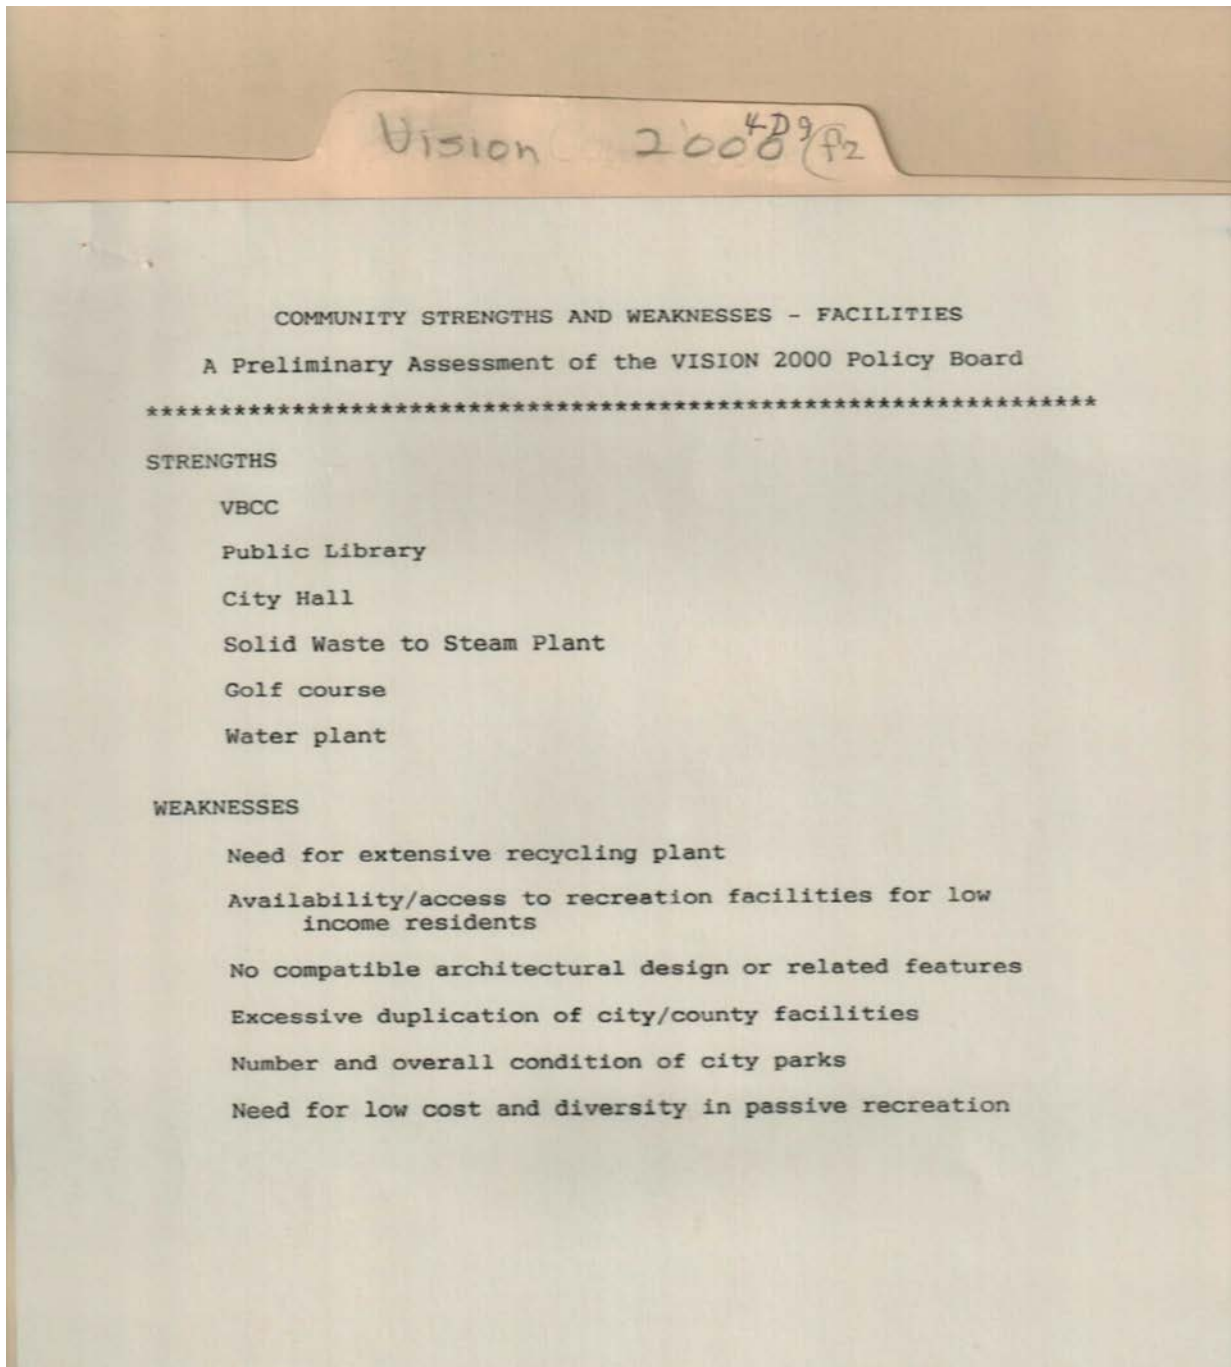 Vision 2000 4D9 f2
COMMUNITY STRENGTHS AND WEAKNESSES - FACILITIES
A Preliminary Assessment of the VISION 2000 Policy Board
*****************************************************************
STRENGTHS
VBCC
Public Library
City Hall
Solid Waste to Steam Plant
Golf course
Water plant
WEAKNESSES
Need for extensive recycling plant
Availability/access to recreation facilities for low
income residents
No compatible architectural design or related features
Excessive duplication of city/county facilities
Number and overall condition of city parks
Need for low cost and diversity in passive recreation